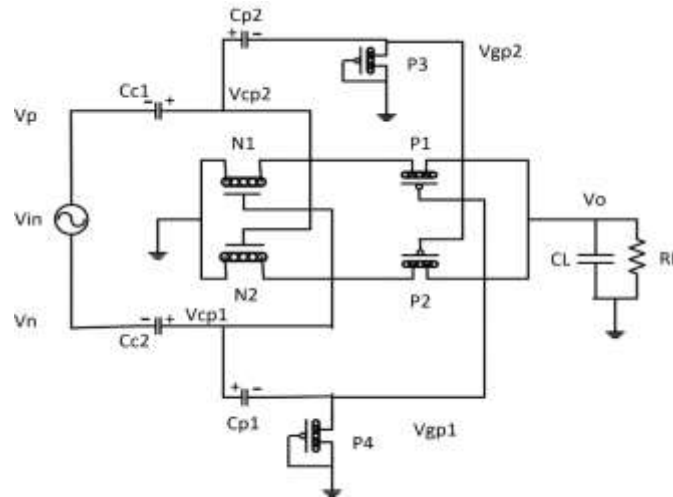 Cp2
+ -
P3
Vgp2
Cc1
- +
Vcp2
Vp
N1
P1
Vin
Vo
CL
N2
P2
Vn
Vcp1
- +
Cc2
+ -
Cp1
P4
Vgp1